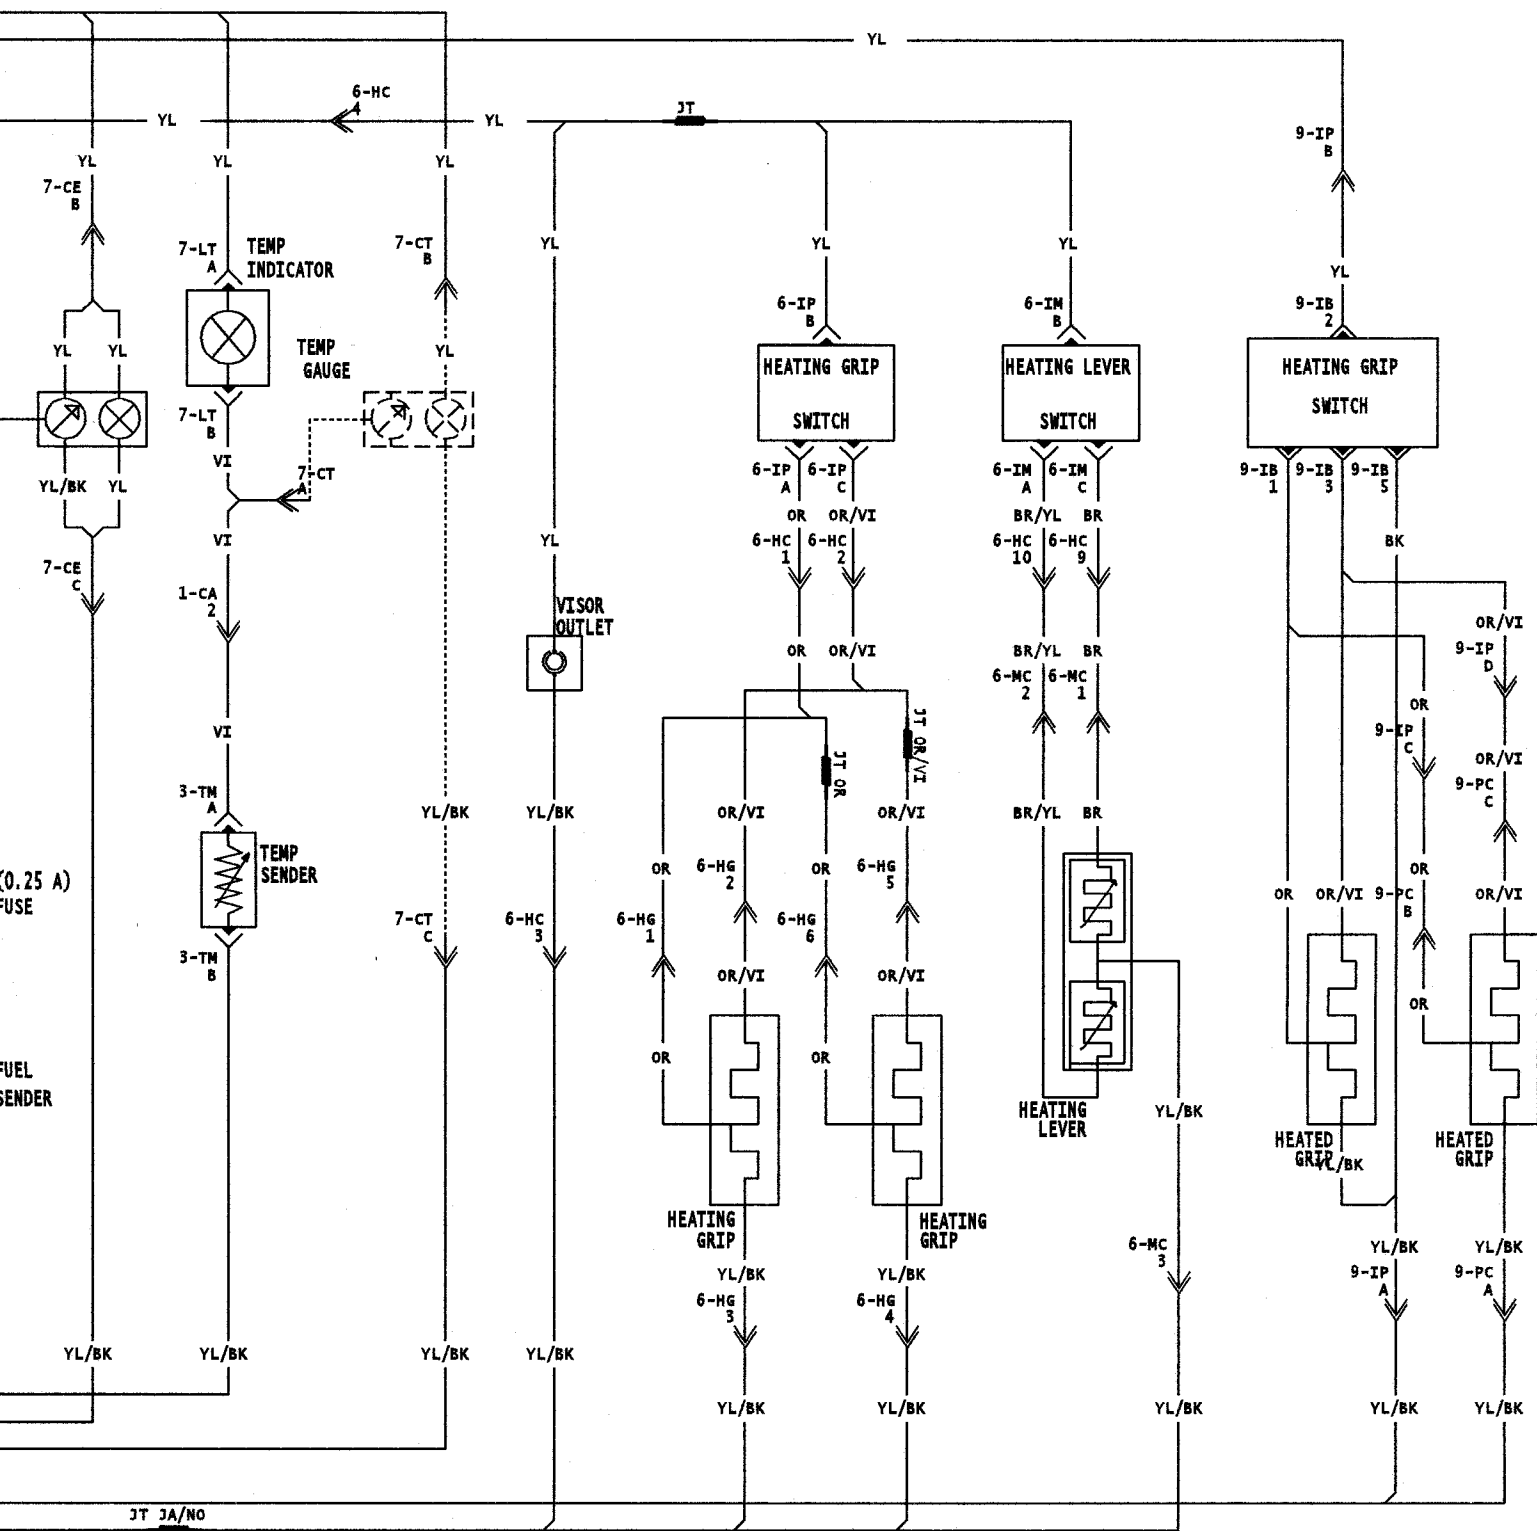 YL
6-HC
4
YL
YL
JT
9-IP
B
YL
YL
YL
7-CE
B
7-LT
A
TEMP
INDICATOR
7-CT
B
YL
YL
YL
YL
6-IP
B
6-IM
B
9-IB
2
YL
YL
TEMP
GAUGE
YL
HEATING GRIP
SWITCH
HEATING LEVER
SWITCH
HEATING GRIP
SWITCH
7-LT
B
VI
7-CT
A
YL/BK
YL
6-IP
A
6-IP
C
6-IM
A
6-IM
C
9-IB
1
9-IB
3
9-IB
5
OR
OR/VI
BR/YL
BR
VI
YL
6-HC
1
6-HC
2
6-HC
10
6-HC
9
BK
7-CE
C
1-CA
2
VISOR
OUTLET
OR/VI
OR
OR/VI
BR/YL
BR
9-IP
D
6-MC
2
6-MC
1
OR
VI
JT OR/VI
JT OR
9-IP
C
OR/VI
3-TM
A
9-PC
C
YL/BK
YL/BK
OR/VI
OR/VI
BR/YL
BR
TEMP
SENDER
(0.25 A)
FUSE
OR
6-HG
2
OR
6-HG
5
OR
OR
OR/VI
9-PC
B
OR/VI
7-CT
C
6-HC
3
6-HG
1
6-HG
6
3-TM
B
OR/VI
OR/VI
OR
FUEL
SENDER
OR
OR
HEATING
LEVER
YL/BK
HEATED
GRIP
YL/BK
HEATED
GRIP
HEATING
GRIP
HEATING
GRIP
6-MC
3
YL/BK
YL/BK
YL/BK
YL/BK
9-IP
A
9-PC
A
6-HG
3
6-HG
4
YL/BK
YL/BK
YL/BK
YL/BK
YL/BK
YL/BK
YL/BK
YL/BK
YL/BK
JT JA/NO